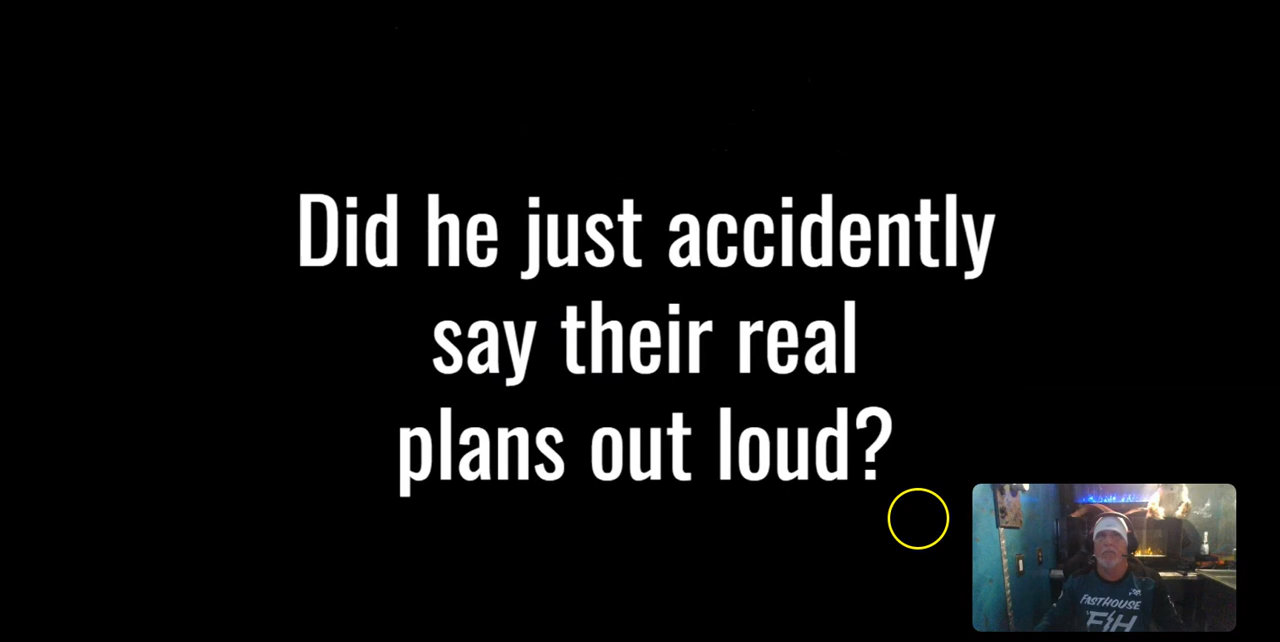 Did he just accidently
say their real
plans out loud?
FASTHOUSE